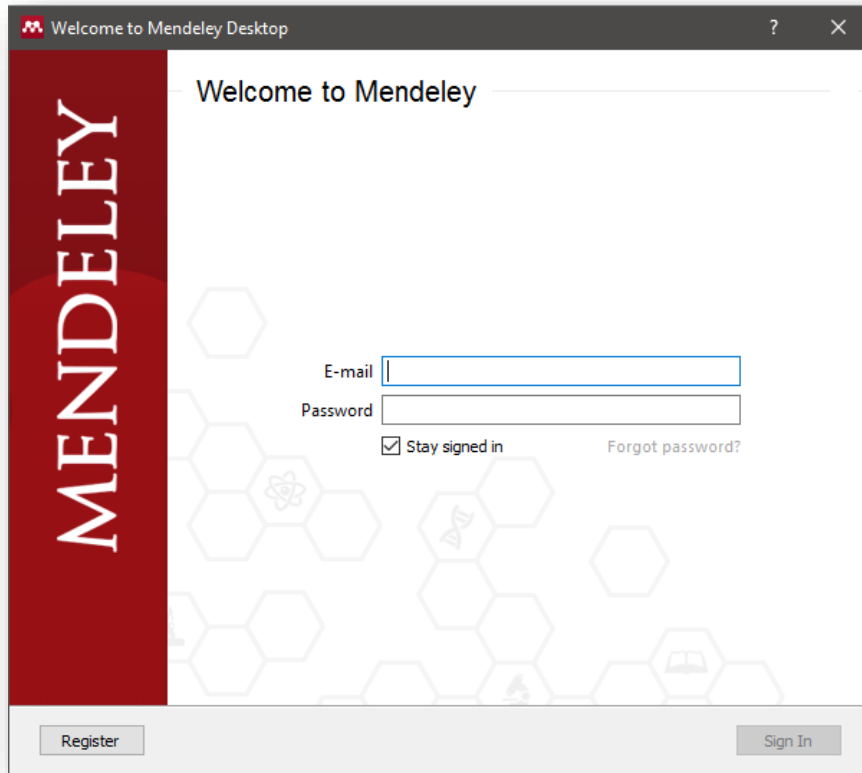 Welcome to Mendeley Desktop
MENDELEY
Welcome to Mendeley
E-mail
Password
Stay signed in
Forgot password?
Register
Sign In